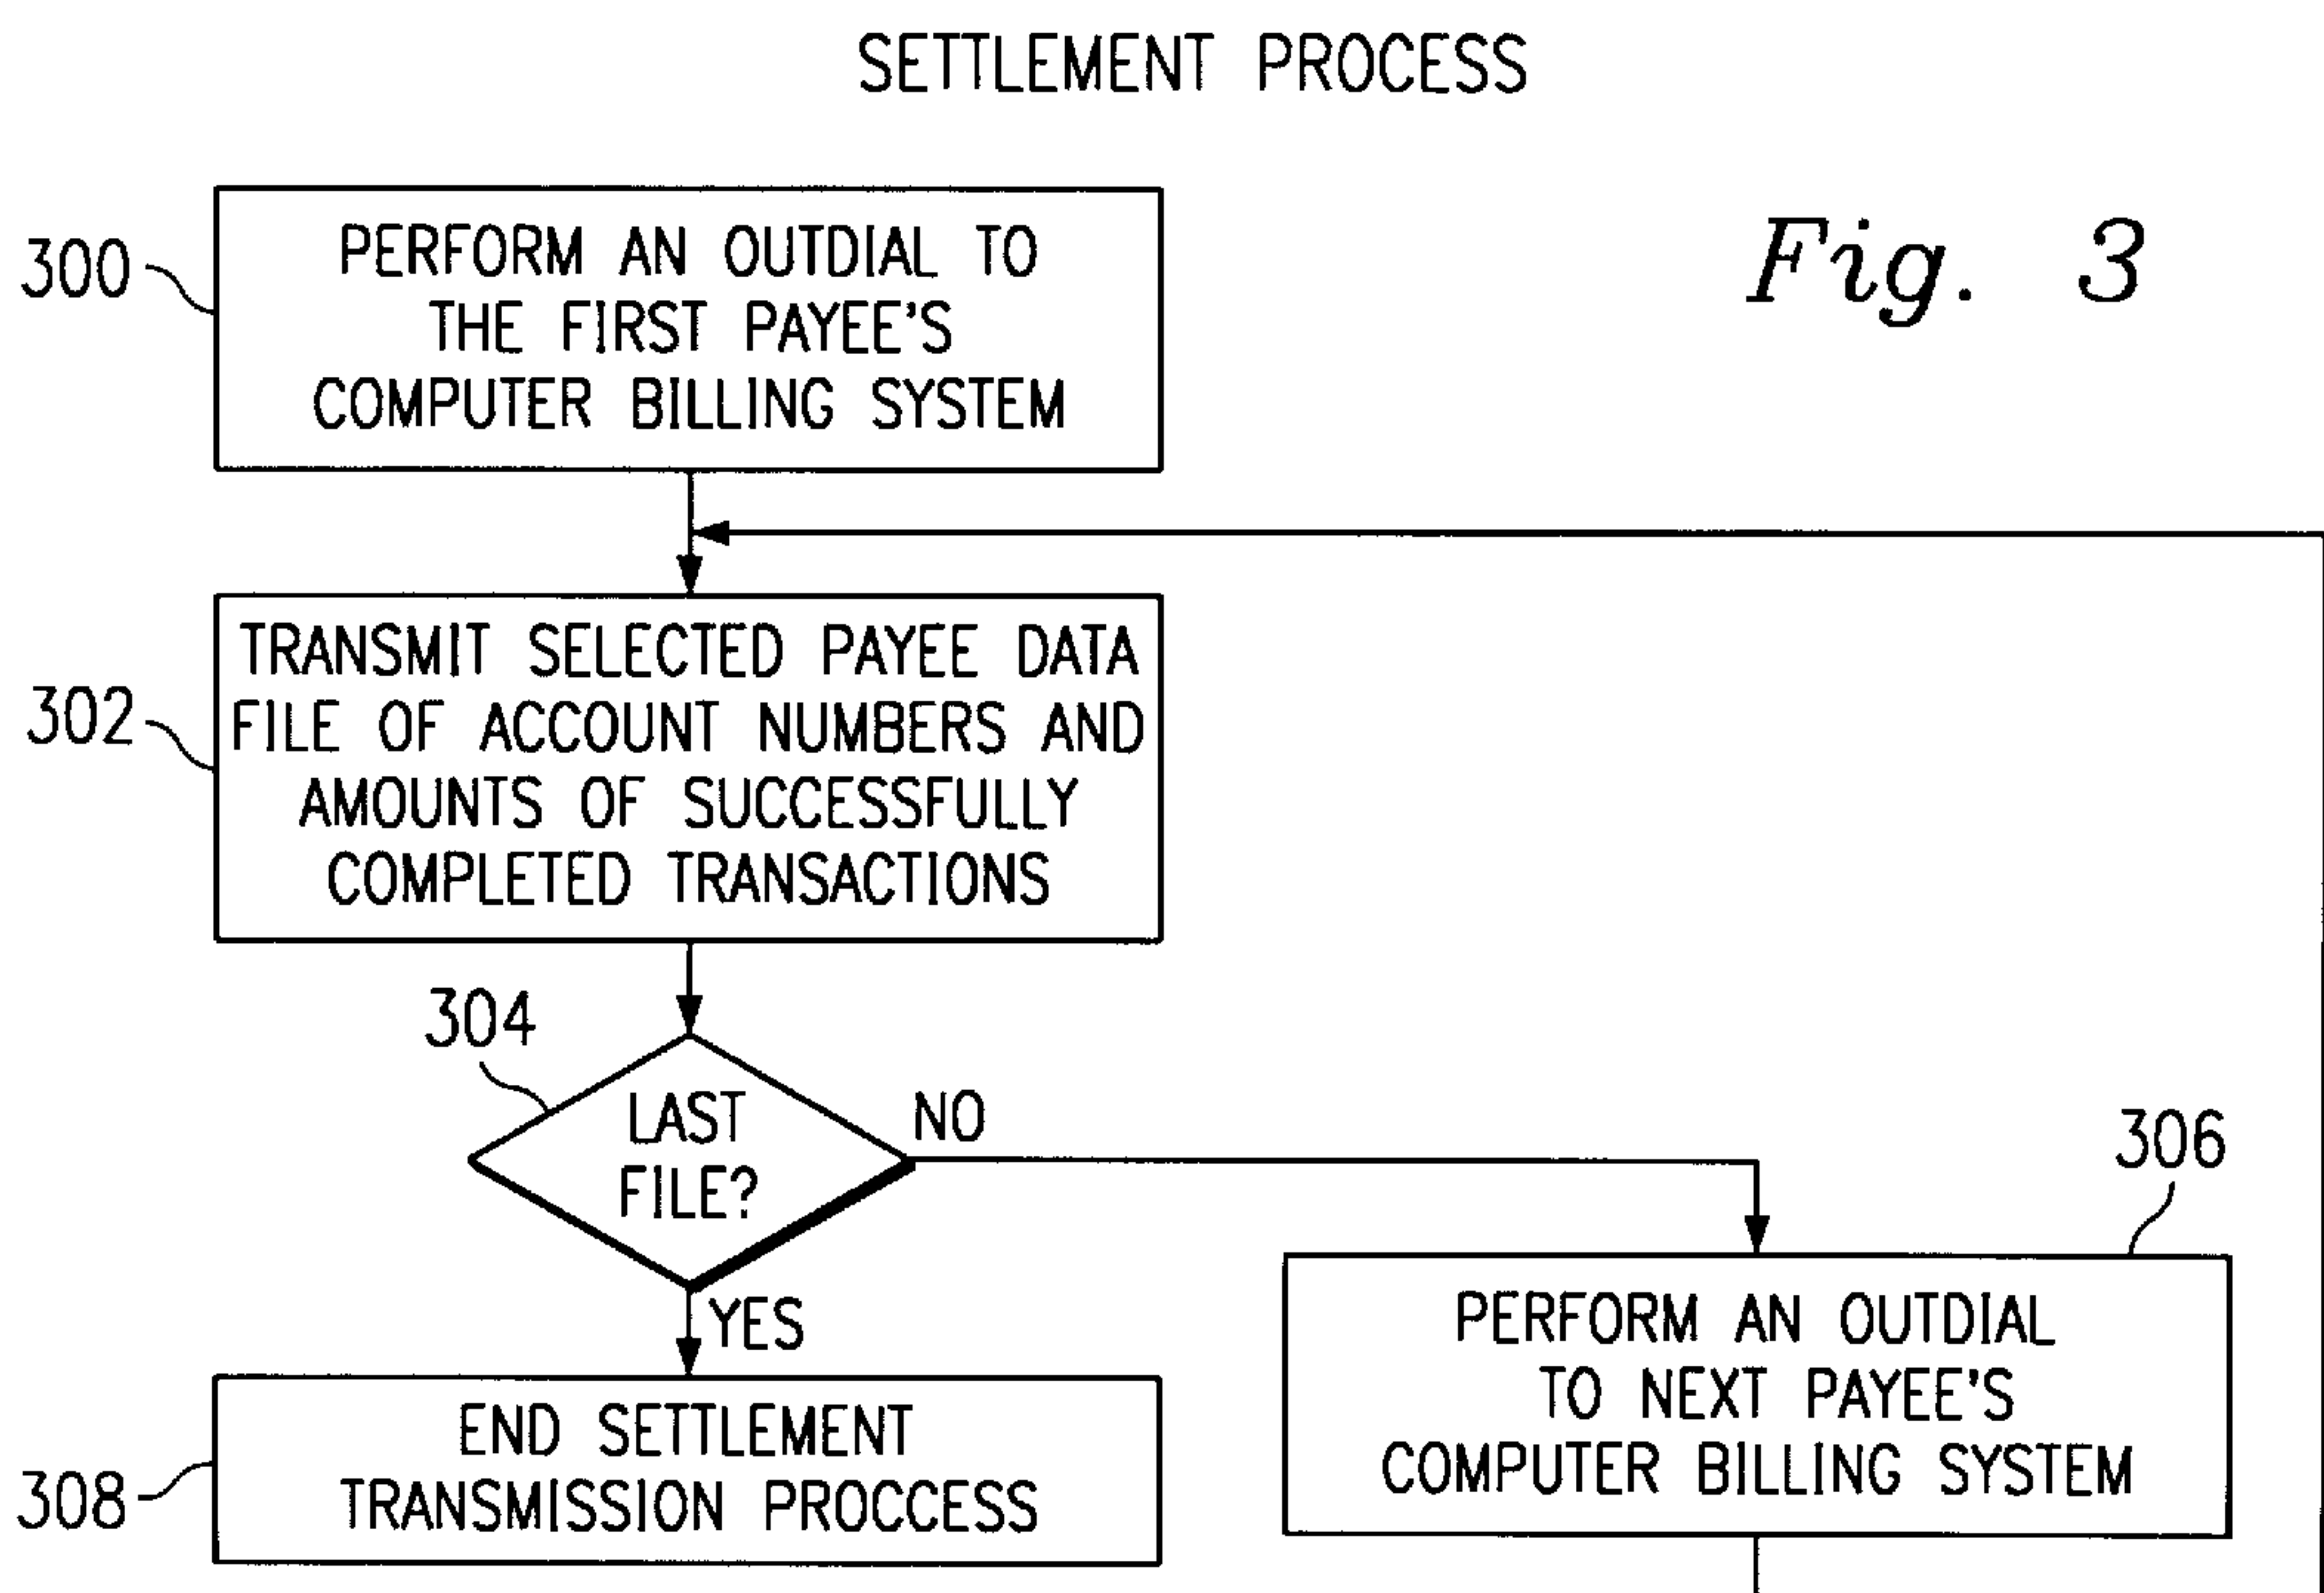 SETTLEMENT PROCESS
Fig. 3
300
PERFORM AN OUTDIAL TO
THE FIRST PAYEE'S
COMPUTER BILLING SYSTEM
302
TRANSMIT SELECTED PAYEE DATA
FILE OF ACCOUNT NUMBERS AND
AMOUNTS OF SUCCESSFULLY
COMPLETED TRANSACTIONS
304
LAST
FILE?
NO
YES
306
PERFORM AN OUTDIAL
TO NEXT PAYEE'S
COMPUTER BILLING SYSTEM
308
END SETTLEMENT
TRANSMISSION PROCCESS